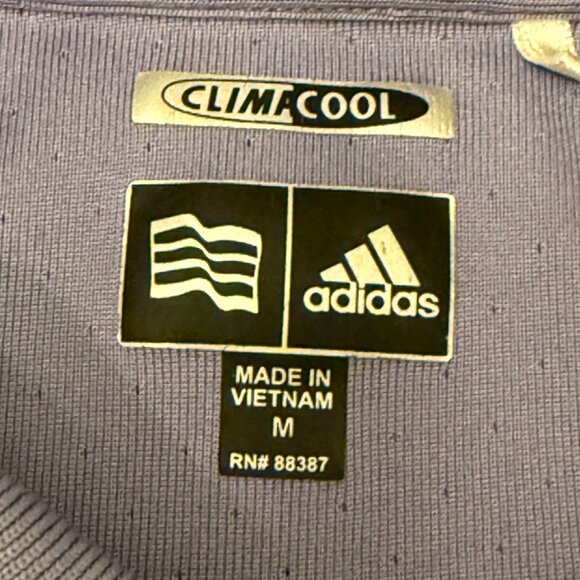 CLIMACOOL
adidas
MADE IN
VIETNAM
M
RN# 88387